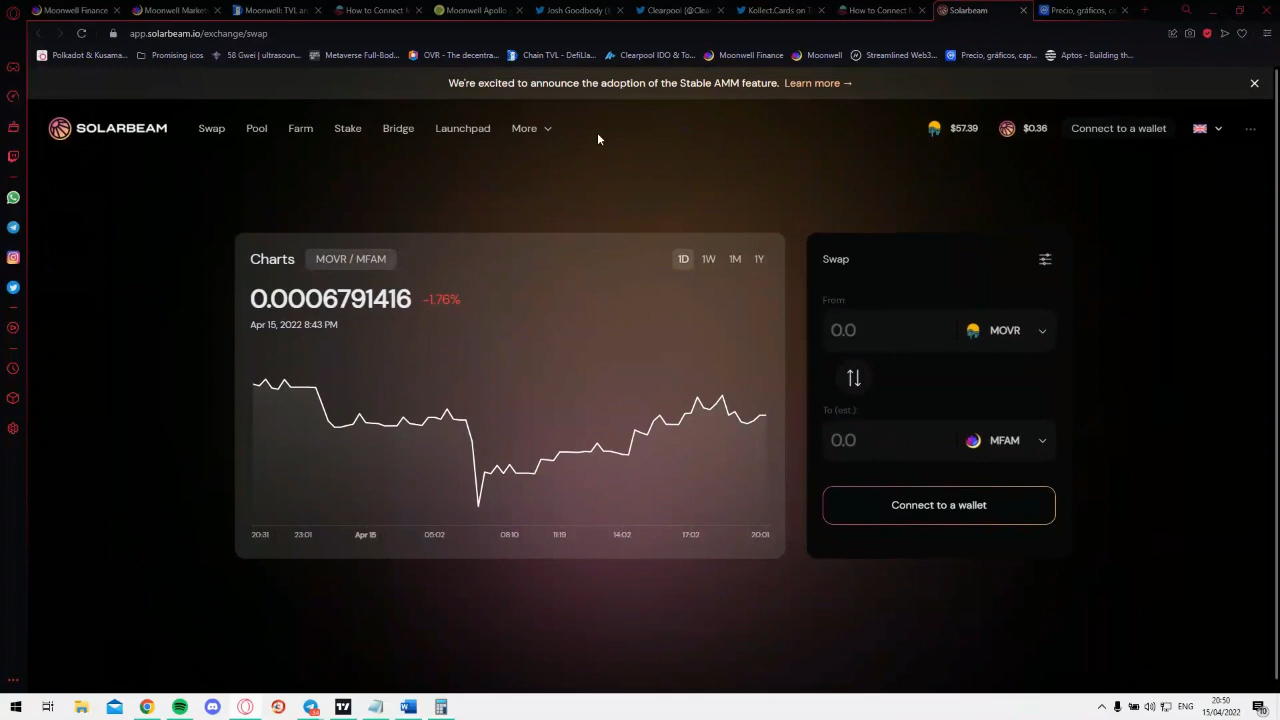 Moonwell Finance
Moonwell Market
Moonwell: TVL an
How to Connect M
Moonwell Apollo
Josh Goodbody (
Clearpool (@Clear
Kollect.Cards on T
How to Connect M
Solarbeam
Precio, gráficos, ca
app.solarbeam.io/exchange/swap
Polkadot & Kusama...
Promising icos
58 Gwei | ultrasoun...
Metaverse Full-Bod...
OVR - The decentra...
Chain TVL - DefiLla...
Clearpool IDO & To...
Moonwell Finance
Moonwell
Streamlined Web3...
Precio, gráficos, cap...
Aptos - Building th...
We're excited to announce the adoption of the Stable AMM feature. Learn more →
SOLARBEAM
Swap
Pool
Farm
Stake
Bridge
Launchpad
More
$57.39
$0.36
Connect to a wallet
Charts
MOVR / MFAM
1D
1W
1M
1Y
0.0006791416
-1.76%
Apr 15, 2022 8:43 PM
20:31
23:01
Apr 15
05:02
08:10
11:19
14:02
17:02
20:01
Swap
From:
0.0
MOVR
To (est.):
0.0
MFAM
Connect to a wallet
ENG
20:50
15/04/2022